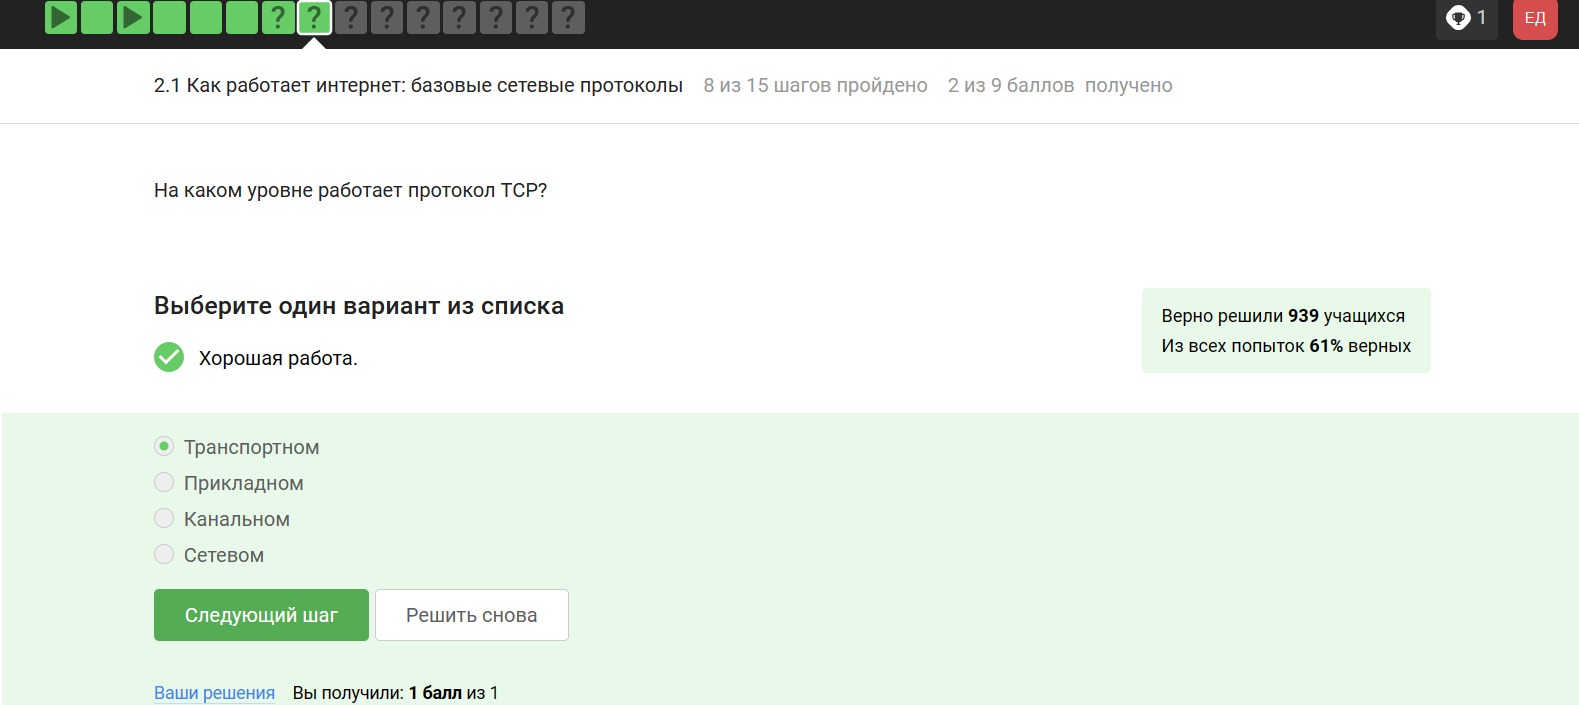 ? ? ? ? ? ? ? ? ?
1
ЕД
2.1 Как работает интернет: базовые сетевые протоколы 8 из 15 шагов пройдено 2 из 9 баллов получено
На каком уровне работает протокол TCP?
Выберите один вариант из списка
Хорошая работа.
Верно решили 939 учащихся
Из всех попыток 61% верных
Транспортном
Прикладном
Канальном
Сетевом
Следующий шаг
Решить снова
Ваши решения Вы получили: 1 балл из 1